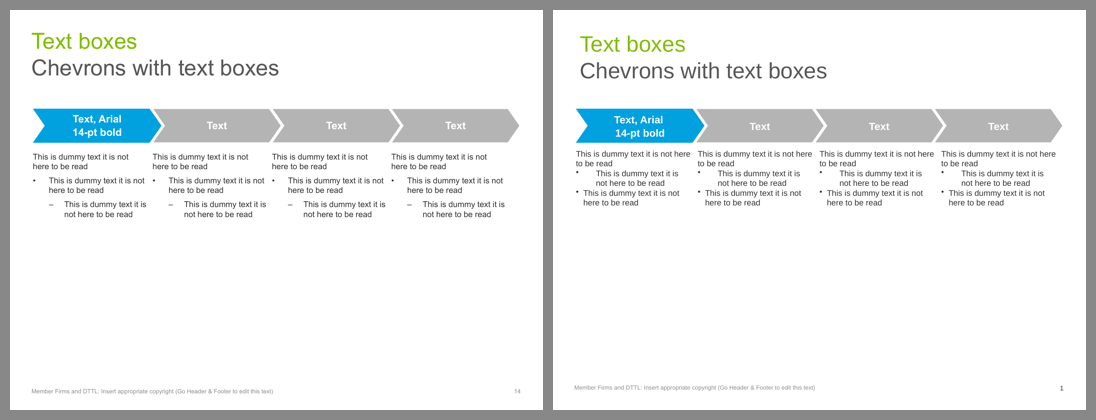 Text boxes
Chevrons with text boxes
Text, Arial
14-pt bold
Text
Text
Text
This is dummy text it is not
here to be read
• This is dummy text it is not
here to be read
– This is dummy text it is
not here to be read
This is dummy text it is not
here to be read
• This is dummy text it is not
here to be read
– This is dummy text it is
not here to be read
This is dummy text it is not
here to be read
• This is dummy text it is not
here to be read
– This is dummy text it is
not here to be read
This is dummy text it is not
here to be read
• This is dummy text it is not
here to be read
– This is dummy text it is
not here to be read
Member Firms and DTTL: Insert appropriate copyright (Go Header & Footer to edit this text)
14
Text boxes
Chevrons with text boxes
Text, Arial
14-pt bold
Text
Text
Text
This is dummy text it is not here
to be read
• This is dummy text it is
not here to be read
• This is dummy text it is not
here to be read
This is dummy text it is not here
to be read
• This is dummy text it is
not here to be read
• This is dummy text it is not
here to be read
This is dummy text it is not here
to be read
• This is dummy text it is
not here to be read
• This is dummy text it is not
here to be read
This is dummy text it is not here
to be read
• This is dummy text it is
not here to be read
• This is dummy text it is not
here to be read
Member Firms and DTTL: Insert appropriate copyright (Go Header & Footer to edit this text)
1